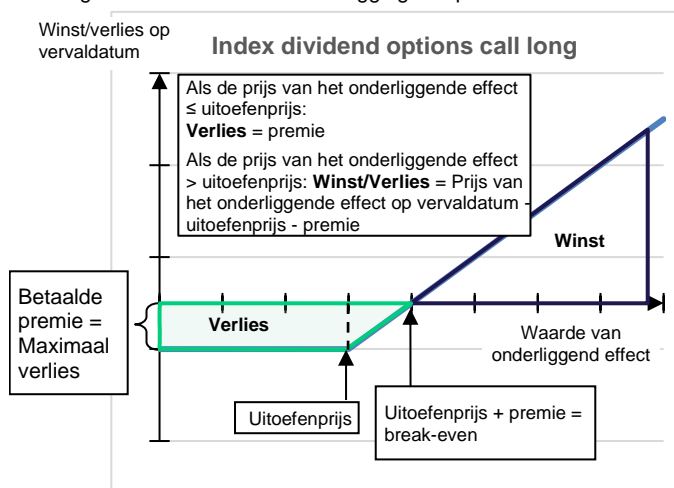 Winst/verlies op
vervaldatum
Index dividend options call long
Als de prijs van het onderliggende effect
≤ uitoefenprijs:
Verlies = premie
Als de prijs van het onderliggende effect
> uitoefenprijs: Winst/Verlies = Prijs van
het onderliggende effect op vervaldatum -
uitoefenprijs - premie
Winst
Betaalde
premie =
Maximaal
verlies
Verlies
Waarde van
onderliggend effect
Uitoefenprijs
Uitoefenprijs + premie =
break-even